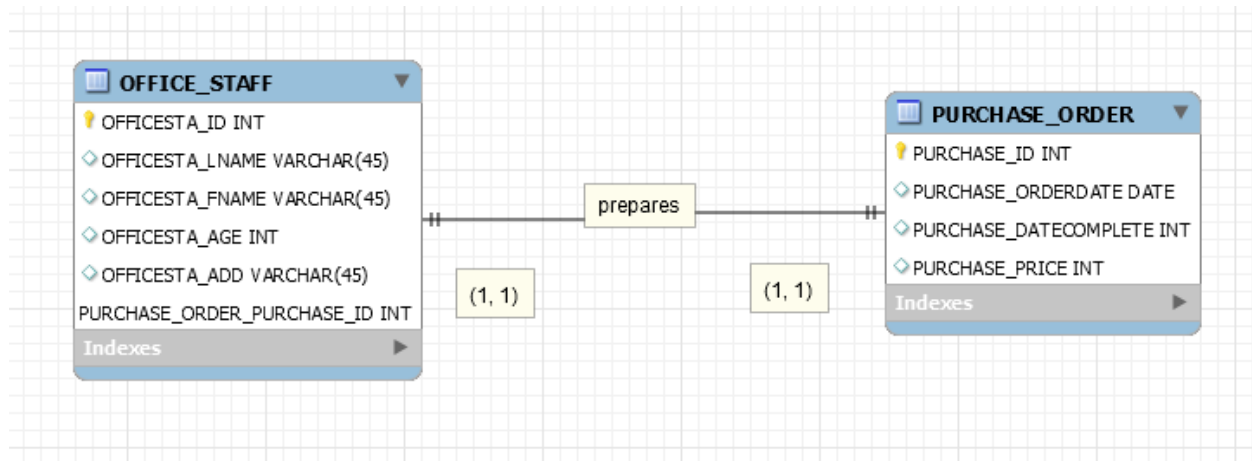 OFFICE_STAFF
OFFICESTA_ID INT
OFFICESTA_LNAME VARCHAR(45)
OFFICESTA_FNAME VARCHAR(45)
OFFICESTA_AGE INT
OFFICESTA_ADD VARCHAR(45)
PURCHASE_ORDER_PURCHASE_ID INT
Indexes
prepares
(1, 1)
(1, 1)
PURCHASE_ORDER
PURCHASE_ID INT
PURCHASE_ORDERDATE DATE
PURCHASE_DATECOMPLETE INT
PURCHASE_PRICE INT
Indexes